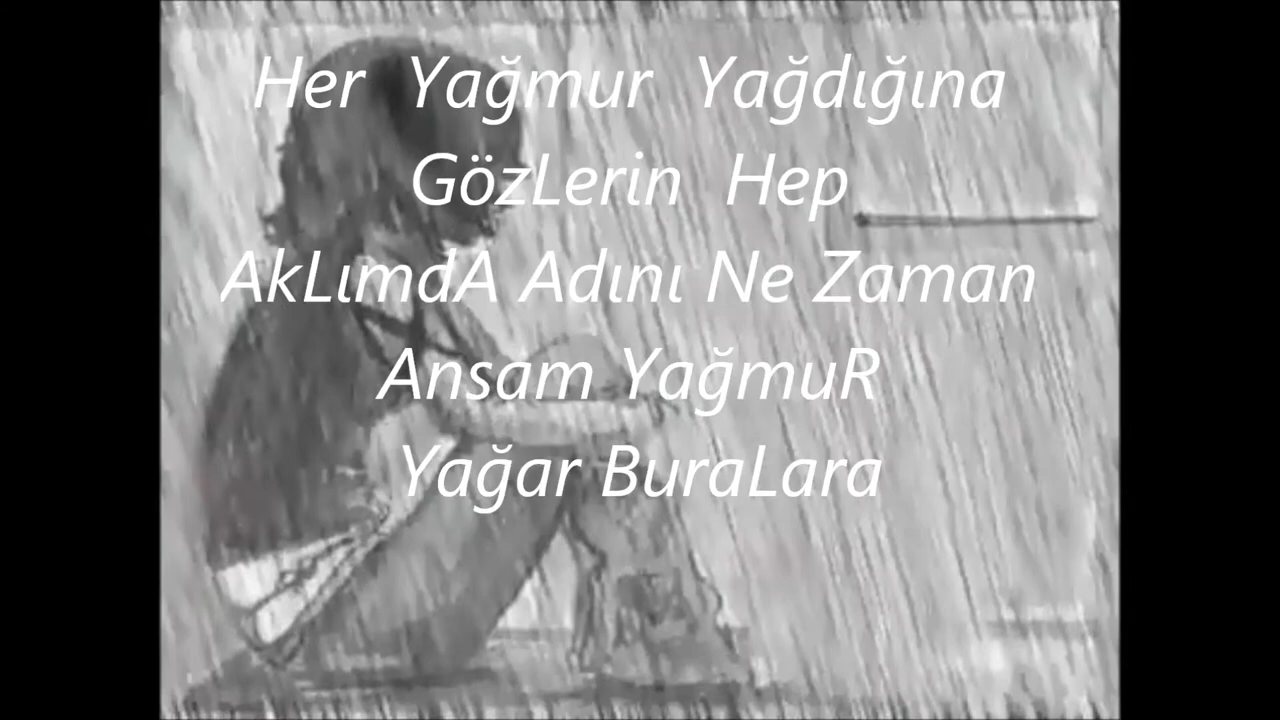 Her Yağmur Yağdığına
GözLerin Hep
AkLımdA Adını Ne Zaman
Ansam YağmuR
Yağar BuraLara